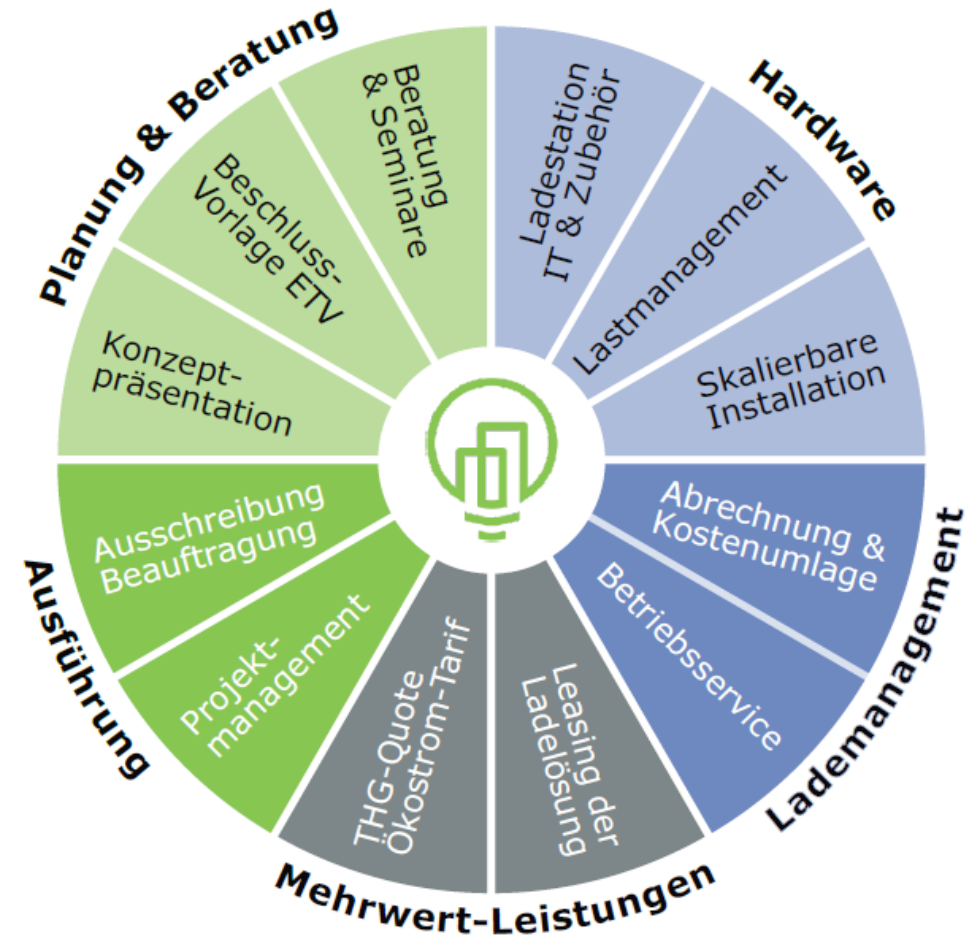 Planung & Beratung
Konzept-
präsentation
Beschluss-
Vorlage ETV
Beratung
& Seminare
Hardware
Ladestation
IT & Zubehör
Lastmanagement
Skalierbare
Installation
Lademanagement
Abrechnung &
Kostenumlage
Betriebsservice
Mehrwert-Leistungen
Leasing der
Ladelösung
THG-Quote
Ökostrom-Tarif
Ausführung
Projekt-
management
Ausschreibung
Beauftragung